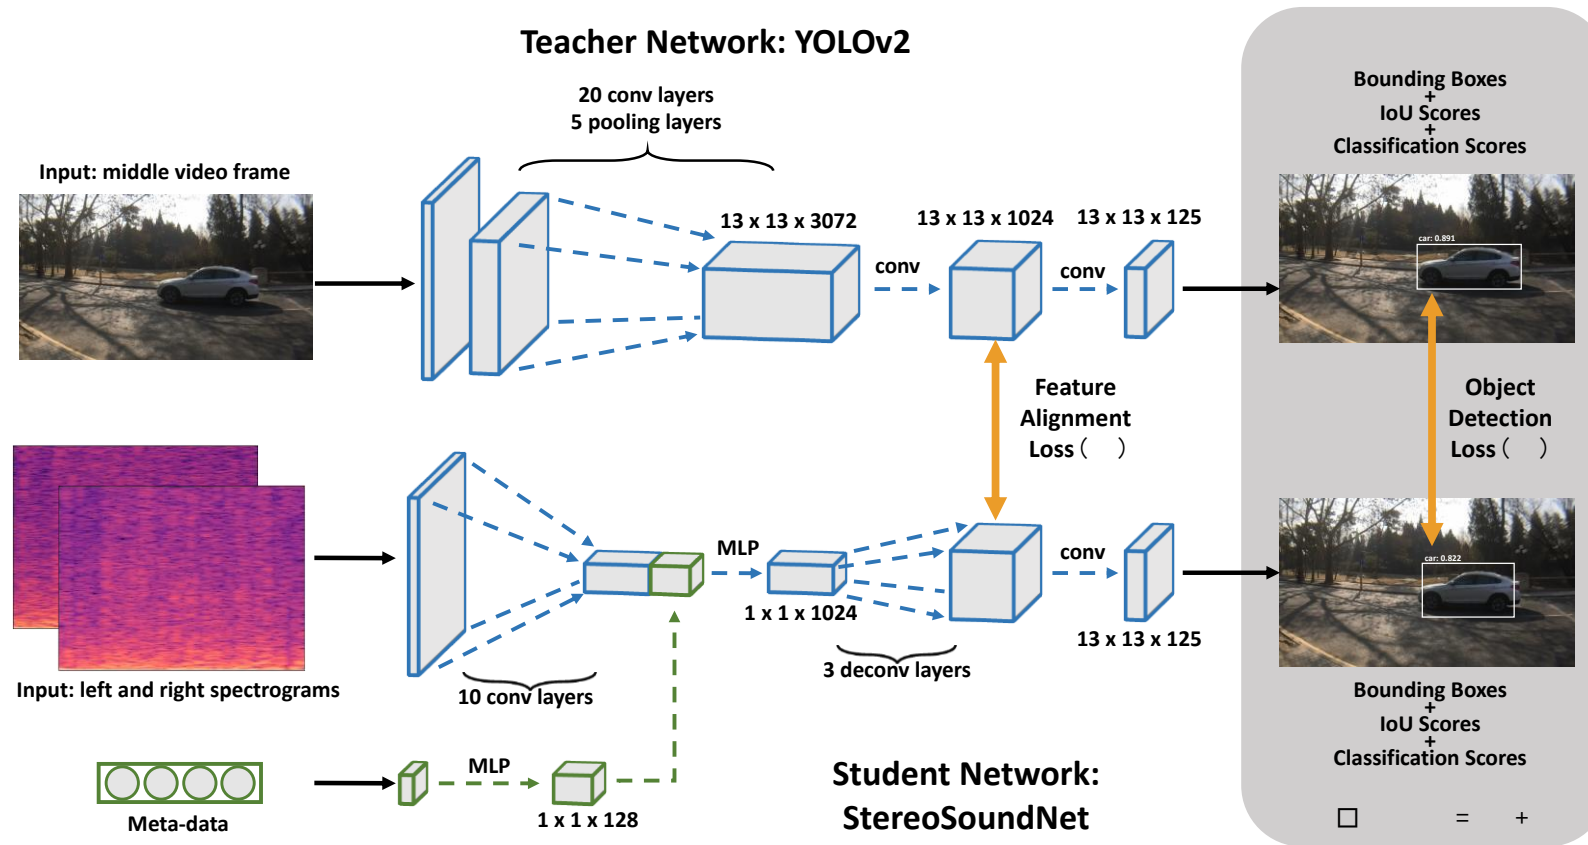 Teacher Network: YOLOv2
20 conv layers
5 pooling layers
Input: middle video frame
13 x 13 x 3072
13 x 13 x 1024
13 x 13 x 125
conv
conv
Bounding Boxes
+
IoU Scores
+
Classification Scores
car: 0.891
Feature
Alignment
Loss ( )
Object
Detection
Loss ( )
Input: left and right spectrograms
10 conv layers
MLP
1 x 1 x 1024
3 deconv layers
conv
13 x 13 x 125
car: 0.822
Bounding Boxes
+
IoU Scores
+
Classification Scores
Meta-data
MLP
1 x 1 x 128
Student Network:
StereoSoundNet
□ = +